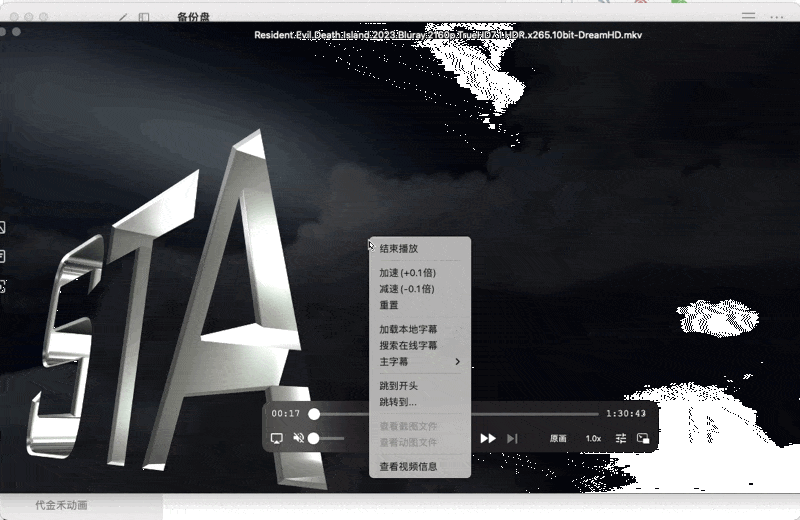 备份盘
Resident.Evil.Death.Island.2023.Bluray.2160p.TrueHD7.1.HDR.x265.10bit-DreamHD.mkv
STA
结束播放
加速 (+0.1倍)
减速 (-0.1倍)
重置
加载本地字幕
搜索在线字幕
主字幕
跳到开头
跳转到...
查看截图文件
查看动图文件
查看视频信息
00:17
1:30:43
原画
1.0x
代金禾动画